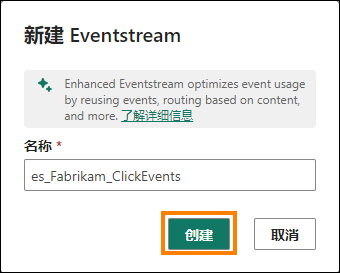 新建 Eventstream
Enhanced Eventstream optimizes event usage
by reusing events, routing based on content,
and more. 了解详细信息
名称 *
es_Fabrikam_ClickEvents
创建
取消